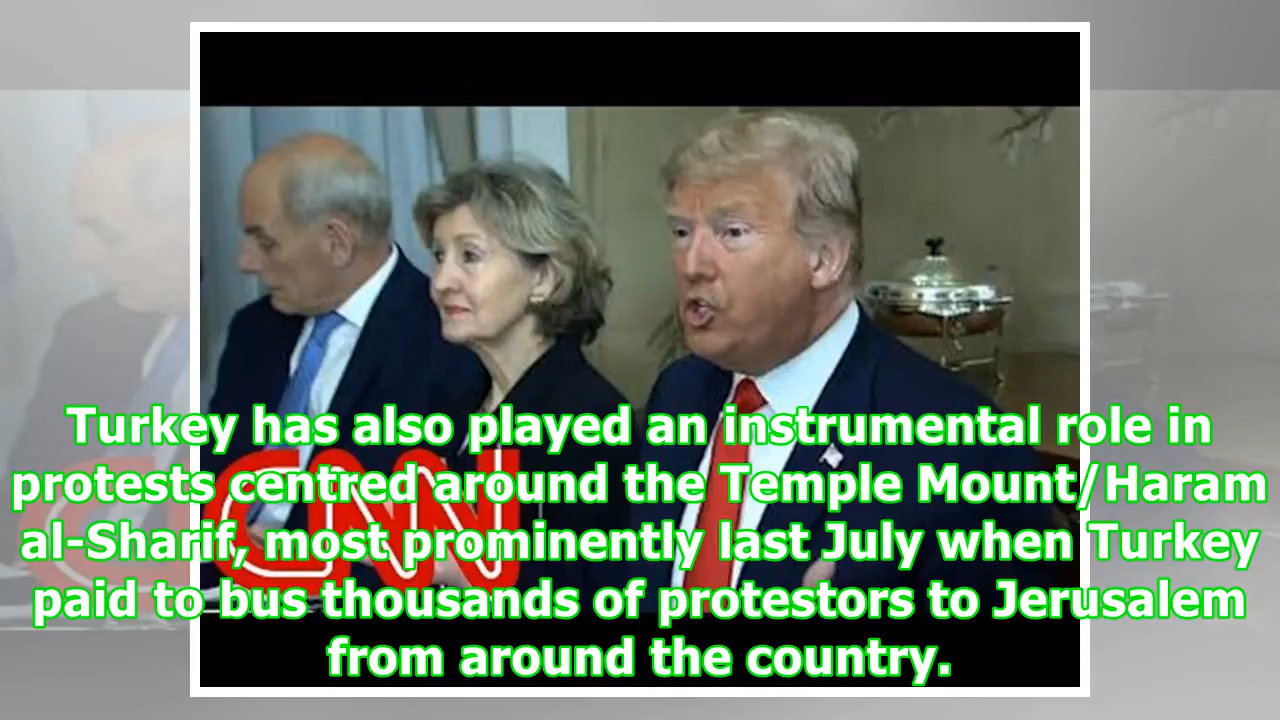 Turkey has also played an instrumental role in
protests centred around the Temple Mount/Haram
al-Sharif, most prominently last July when Turkey
paid to bus thousands of protestors to Jerusalem
from around the country.
CNN